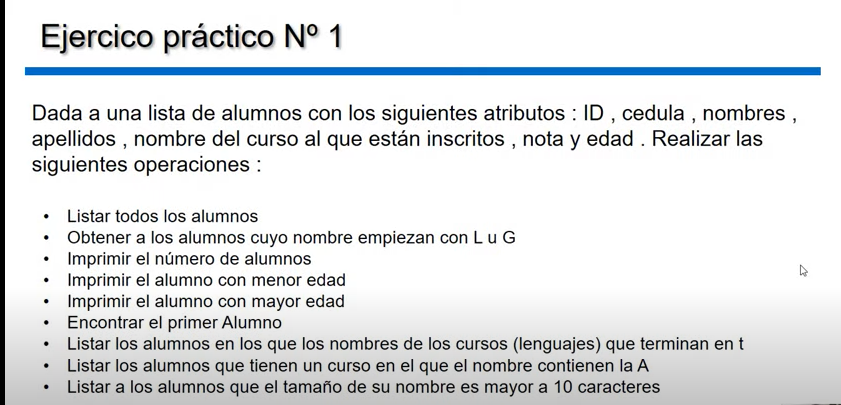 Ejercico práctico Nº 1
Dada a una lista de alumnos con los siguientes atributos : ID , cedula , nombres ,
apellidos , nombre del curso al que están inscritos , nota y edad . Realizar las
siguientes operaciones :
• Listar todos los alumnos
• Obtener a los alumnos cuyo nombre empiezan con L u G
• Imprimir el número de alumnos
• Imprimir el alumno con menor edad
• Imprimir el alumno con mayor edad
• Encontrar el primer Alumno
• Listar los alumnos en los que los nombres de los cursos (lenguajes) que terminan en t
• Listar los alumnos que tienen un curso en el que el nombre contienen la A
• Listar a los alumnos que el tamaño de su nombre es mayor a 10 caracteres